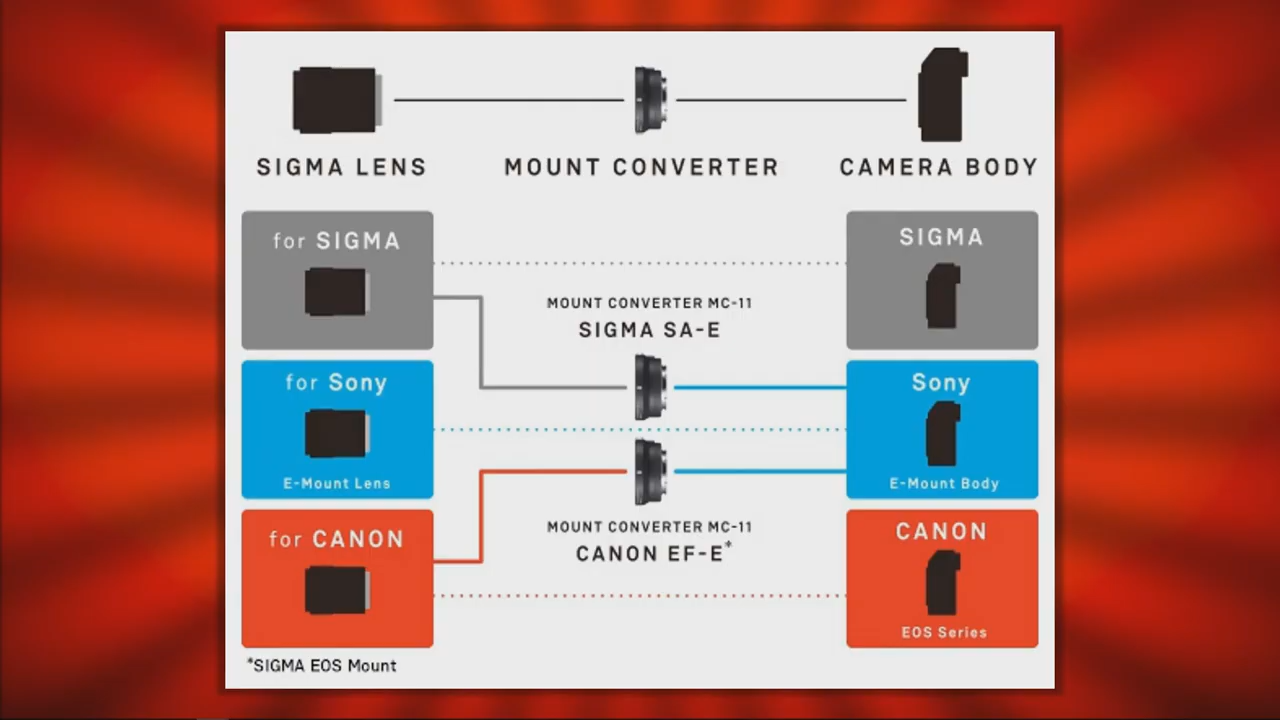 SIGMA LENS
MOUNT CONVERTER
CAMERA BODY
for SIGMA
SIGMA
MOUNT CONVERTER MC-11
SIGMA SA-E
for Sony
E-Mount Lens
Sony
E-Mount Body
MOUNT CONVERTER MC-11
CANON EF-E*
for CANON
CANON
EOS Series
*SIGMA EOS Mount